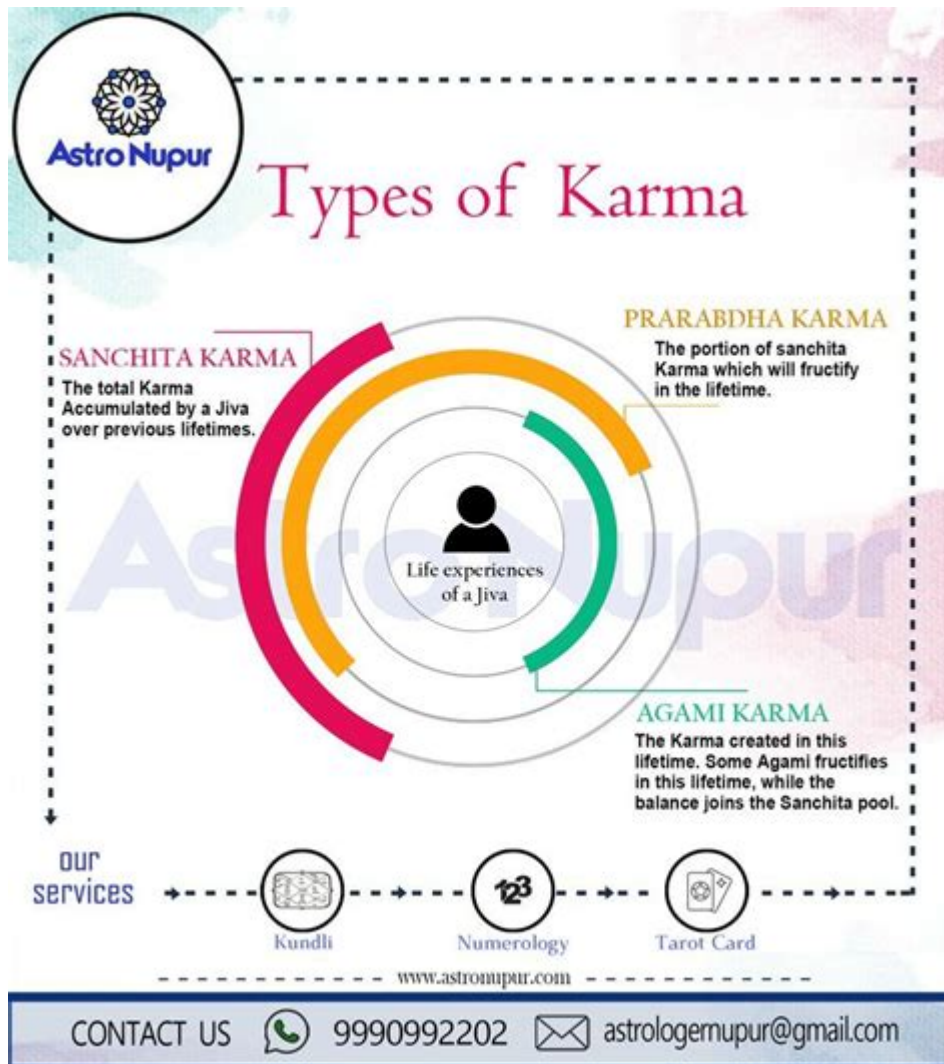 Astro Nupur
Types of Karma
SANCHITA KARMA
The total Karma
Accumulated by a Jiva
over previous lifetimes.
PRARABDHA KARMA
The portion of sanchita
Karma which will fructify
in the lifetime.
Astro Nupur
Life experiences
of a Jiva
AGAMI KARMA
The Karma created in this
lifetime. Some Agami fructifies
in this lifetime, while the
balance joins the Sanchita pool.
our
services
123
Kundli
Numerology
Tarot Card
www.astronupur.com
CONTACT US 9990992202 astrologernupur@gmail.com